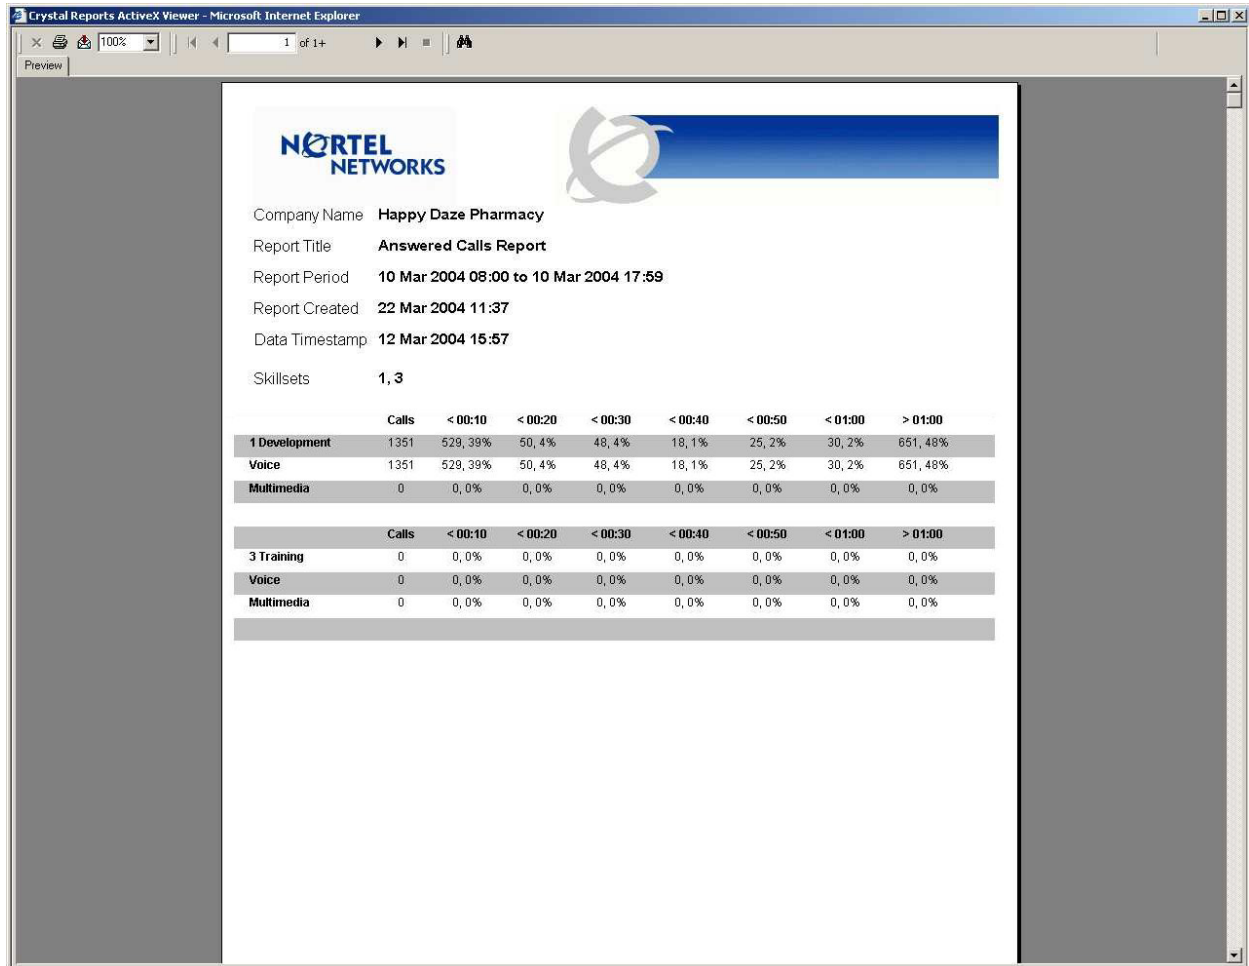 Crystal Reports ActiveX Viewer - Microsoft Internet Explorer
100% 1 of 1+
Preview
NORTEL
NETWORKS
Company Name Happy Daze Pharmacy
Report Title Answered Calls Report
Report Period 10 Mar 2004 08:00 to 10 Mar 2004 17:59
Report Created 22 Mar 2004 11:37
Data Timestamp 12 Mar 2004 15:57
Skillsets 1, 3
Calls < 00:10 < 00:20 < 00:30 < 00:40 < 00:50 < 01:00 > 01:00
1 Development 1351 529, 39% 50, 4% 48, 4% 18, 1% 25, 2% 30, 2% 651, 48%
Voice 1351 529, 39% 50, 4% 48, 4% 18, 1% 25, 2% 30, 2% 651, 48%
Multimedia 0 0, 0% 0, 0% 0, 0% 0, 0% 0, 0% 0, 0% 0, 0%
Calls < 00:10 < 00:20 < 00:30 < 00:40 < 00:50 < 01:00 > 01:00
3 Training 0 0, 0% 0, 0% 0, 0% 0, 0% 0, 0% 0, 0% 0, 0%
Voice 0 0, 0% 0, 0% 0, 0% 0, 0% 0, 0% 0, 0% 0, 0%
Multimedia 0 0, 0% 0, 0% 0, 0% 0, 0% 0, 0% 0, 0% 0, 0%